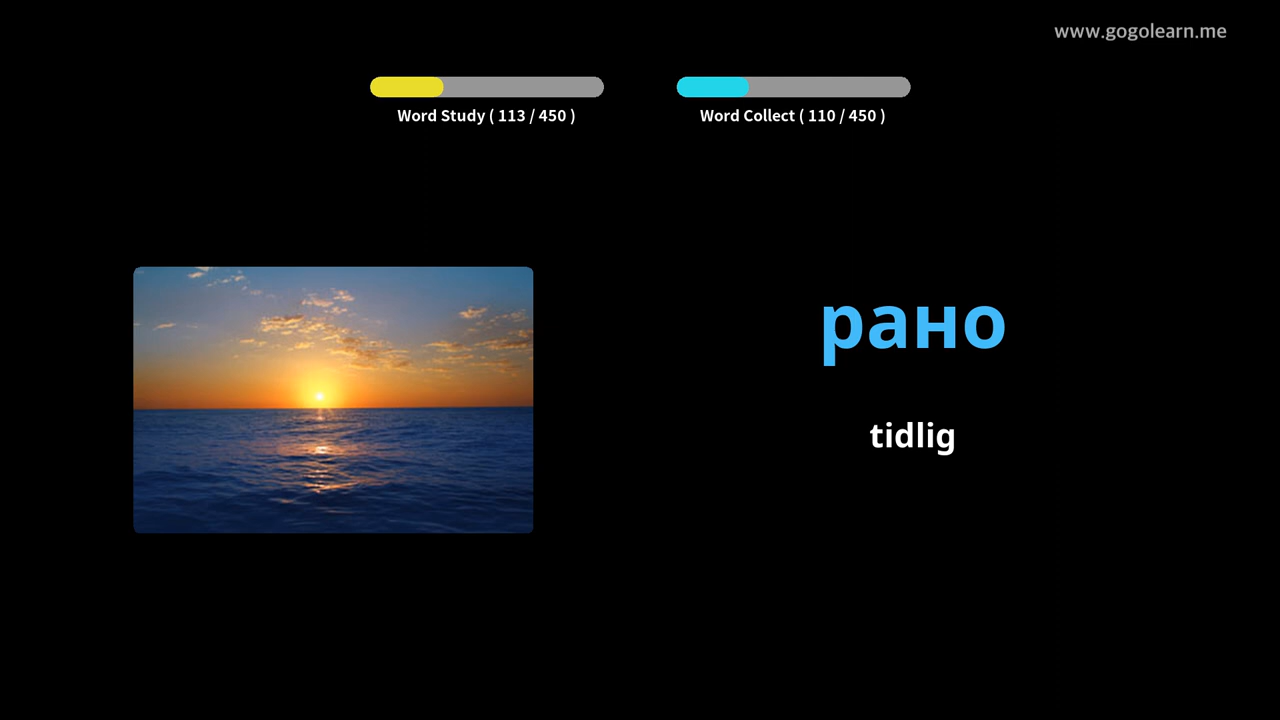 www.gogolearn.me
Word Study ( 113 / 450 )
Word Collect ( 110 / 450 )
рано
tidlig